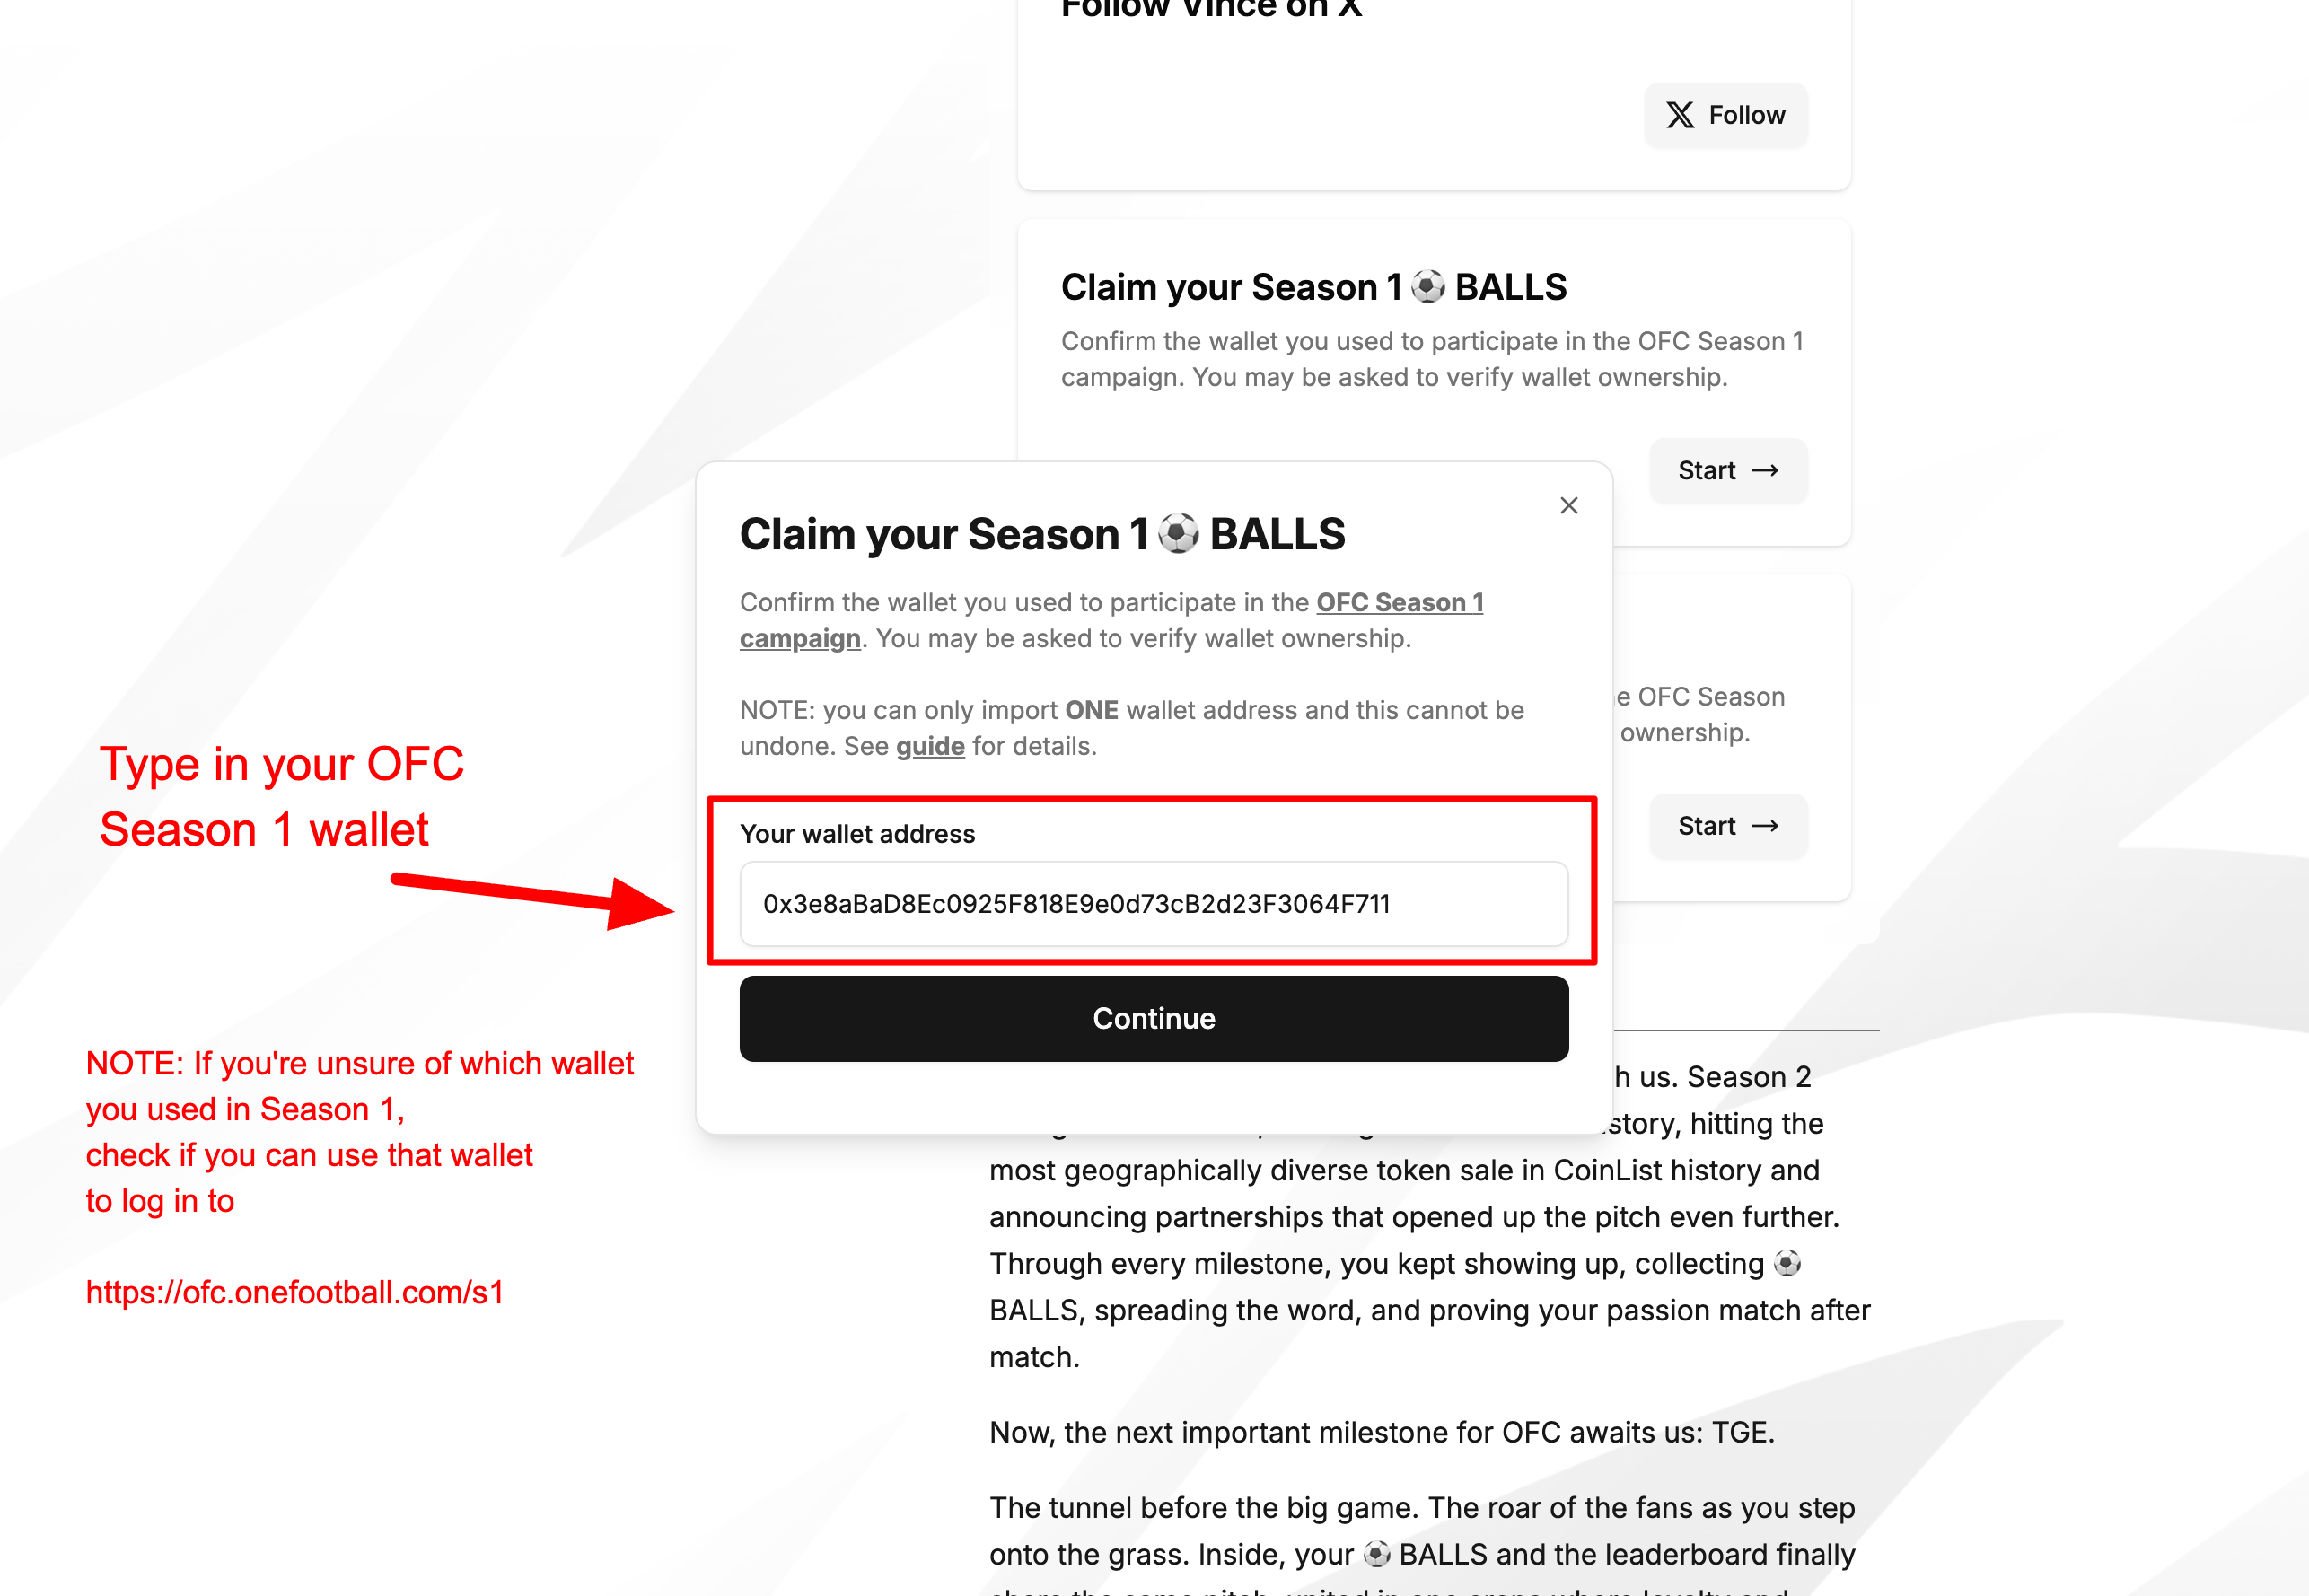 Follow Vince on X
Follow
Claim your Season 1 ⚽ BALLS
Confirm the wallet you used to participate in the OFC Season 1
campaign. You may be asked to verify wallet ownership.
Start →
Claim your Season 1 ⚽ BALLS
Confirm the wallet you used to participate in the OFC Season 1
campaign. You may be asked to verify wallet ownership.
NOTE: you can only import ONE wallet address and this cannot be
undone. See guide for details.
Your wallet address
0x3e8aBaD8Ec0925F818E9e0d73cB2d23F3064F711
Continue
OFC Season
ownership.
Start →
Type in your OFC
Season 1 wallet
NOTE: If you're unsure of which wallet
you used in Season 1,
check if you can use that wallet
to log in to
https://ofc.onefootball.com/s1
us. Season 2
hitting the
most geographically diverse token sale in CoinList history and
announcing partnerships that opened up the pitch even further.
Through every milestone, you kept showing up, collecting ⚽
BALLS, spreading the word, and proving your passion match after
match.
Now, the next important milestone for OFC awaits us: TGE.
The tunnel before the big game. The roar of the fans as you step
onto the grass. Inside, your ⚽ BALLS and the leaderboard finally